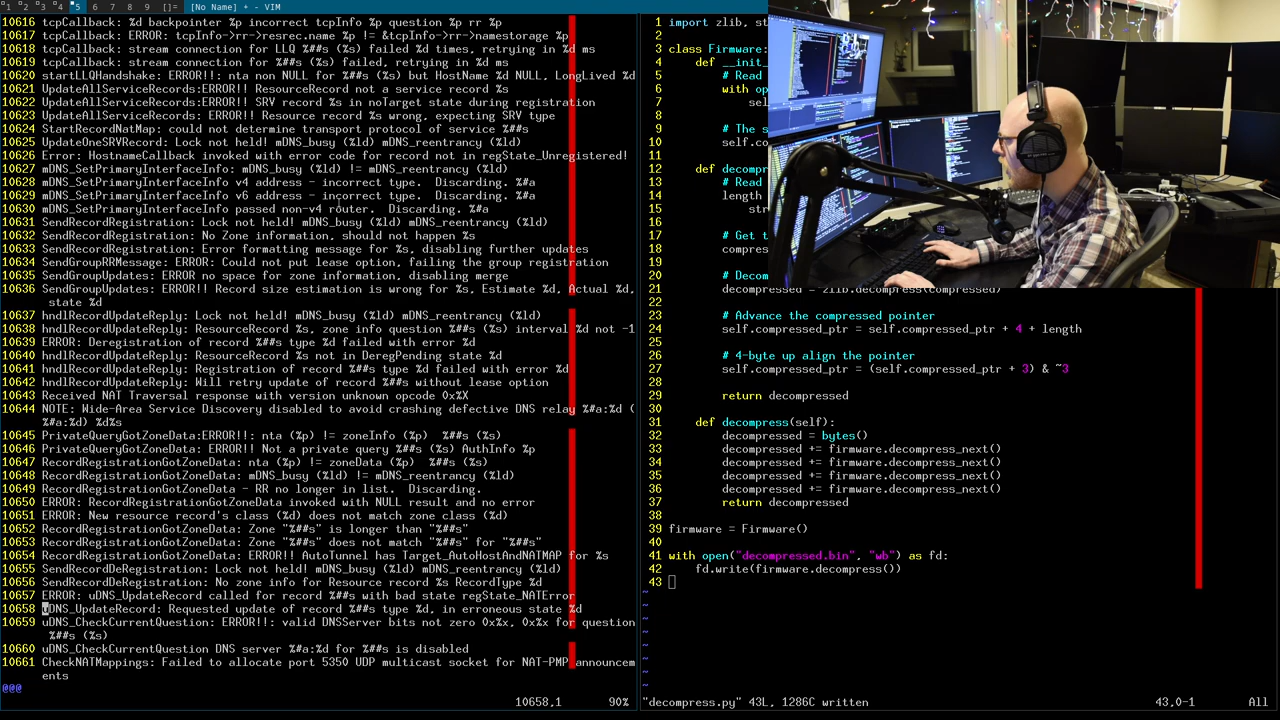 1 2 3 4 5 6 7 8 9 []= [No Name] + - VIM
10616 tcpCallback: %d backpointer %p incorrect tcpInfo %p question %p rr %p
10617 tcpCallback: ERROR: tcpInfo->rr->resrec.name %p != &tcpInfo->rr->namestorage %p
10618 tcpCallback: stream connection for LLQ %##s (%s) failed %d times, retrying in %d ms
10619 tcpCallback: stream connection for %##s (%s) failed, retrying in %d ms
10620 startLLQHandshake: ERROR!!: nta non NULL for %##s (%s) but HostName %d NULL, LongLived %d
10621 UpdateAllServiceRecords:ERROR!! ResourceRecord not a service record %s
10622 UpdateAllServiceRecords: ERROR!! SRV record %s in noTarget state during registration
10623 UpdateAllServiceRecords: ERROR!! Resource record %s wrong, expecting SRV type
10624 StartRecordNatMap: could not determine transport protocol of service %##s
10625 UpdateOneSRVRecord: Lock not held! mDNS_busy (%ld) mDNS_reentrancy (%ld)
10626 Error: HostnameCallback invoked with error code for record not in regState_Unregistered!
10627 mDNS_SetPrimaryInterfaceInfo: mDNS_busy (%ld) != mDNS_reentrancy (%ld)
10628 mDNS_SetPrimaryInterfaceInfo v4 address - incorrect type.  Discarding. %#a
10629 mDNS_SetPrimaryInterfaceInfo v6 address - incorrect type.  Discarding. %#a
10630 mDNS_SetPrimaryInterfaceInfo passed non-v4 router.  Discarding. %#a
10631 SendRecordRegistration: Lock not held! mDNS_busy (%ld) mDNS_reentrancy (%ld)
10632 SendRecordRegistration: No Zone information, should not happen %s
10633 SendRecordRegistration: Error formatting message for %s, disabling further updates
10634 SendGroupRRMessage: ERROR: Could not put lease option, failing the group registration
10635 SendGroupUpdates: ERROR no space for zone information, disabling merge
10636 SendGroupUpdates: ERROR!! Record size estimation is wrong for %s, Estimate %d, Actual %d,
state %d
10637 hndlRecordUpdateReply: Lock not held! mDNS_busy (%ld) mDNS_reentrancy (%ld)
10638 hndlRecordUpdateReply: ResourceRecord %s, zone info question %##s (%s) interval %d not -1
10639 ERROR: Deregistration of record %##s type %d failed with error %d
10640 hndlRecordUpdateReply: ResourceRecord %s not in DeregPending state %d
10641 hndlRecordUpdateReply: Registration of record %##s type %d failed with error %d
10642 hndlRecordUpdateReply: Will retry update of record %##s without lease option
10643 Received NAT Traversal response with version unknown opcode 0x%X
10644 NOTE: Wide-Area Service Discovery disabled to avoid crashing defective DNS relay %#a:%d (
%#a:%d) %d%s
10645 PrivateQueryGotZoneData:ERROR!!: nta (%p) != zoneInfo (%p)  %##s (%s)
10646 PrivateQueryGotZoneData: ERROR!! Not a private query %##s (%s) AuthInfo %p
10647 RecordRegistrationGotZoneData: nta (%p) != zoneData (%p)  %##s (%s)
10648 RecordRegistrationGotZoneData: mDNS_busy (%ld) != mDNS_reentrancy (%ld)
10649 RecordRegistrationGotZoneData - RR no longer in list.  Discarding.
10650 ERROR: RecordRegistrationGotZoneData invoked with NULL result and no error
10651 ERROR: New resource record's class (%d) does not match zone class (%d)
10652 RecordRegistrationGotZoneData: Zone "%##s" is longer than "%##s"
10653 RecordRegistrationGotZoneData: Zone "%##s" does not match "%##s" for "%##s"
10654 RecordRegistrationGotZoneData: ERROR!! AutoTunnel has Target_AutoHostAndNATMAP for %s
10655 SendRecordDeRegistration: Lock not held! mDNS_busy (%ld) mDNS_reentrancy (%ld)
10656 SendRecordDeRegistration: No zone info for Resource record %s RecordType %d
10657 ERROR: uDNS_UpdateRecord called for record %##s with bad state regState_NATError
10658 uDNS_UpdateRecord: Requested update of record %##s type %d, in erroneous state %d
10659 uDNS_CheckCurrentQuestion: ERROR!!: valid DNSServer bits not zero 0x%x, 0x%x for question
%##s (%s)
10660 uDNS_CheckCurrentQuestion DNS server %#a:%d for %##s is disabled
10661 CheckNATMappings: Failed to allocate port 5350 UDP multicast socket for NAT-PMP announcem
ents
@@@
10658,1 90%
1 import zlib, st
2
3 class Firmware:
4 def __init_
5 # Read
6 with op
7 sel
8
9 # The s
10 self.co
11
12 def decomp
13 # Read
14 length
15 str
16
17 # Get t
18 compres
19
20 # Decom
21 decompressed = zlib.decompress(compressed)
22
23 # Advance the compressed pointer
24 self.compressed_ptr = self.compressed_ptr + 4 + length
25
26 # 4-byte up align the pointer
27 self.compressed_ptr = (self.compressed_ptr + 3) & ~3
28
29 return decompressed
30
31 def decompress(self):
32 decompressed = bytes()
33 decompressed += firmware.decompress_next()
34 decompressed += firmware.decompress_next()
35 decompressed += firmware.decompress_next()
36 decompressed += firmware.decompress_next()
37 return decompressed
38
39 firmware = Firmware()
40
41 with open("decompressed.bin", "wb") as fd:
42 fd.write(firmware.decompress())
43
~
~
~
~
~
~
~
~
"decompress.py" 43L, 1286C written 43,0-1 All